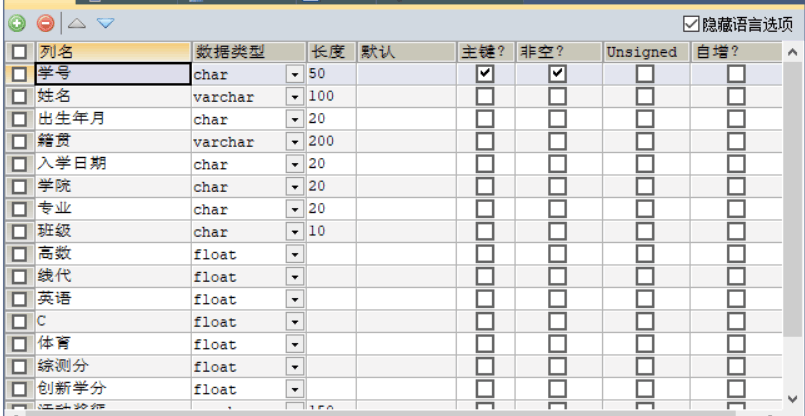 隐藏语言选项
列名 数据类型 长度 默认 主键? 非空? Unsigned 自增?
学号 char 50
姓名 varchar 100
出生年月 char 20
籍贯 varchar 200
入学日期 char 20
学院 char 20
专业 char 20
班级 char 10
高数 float
线代 float
英语 float
C float
体育 float
综测分 float
创新学分 float